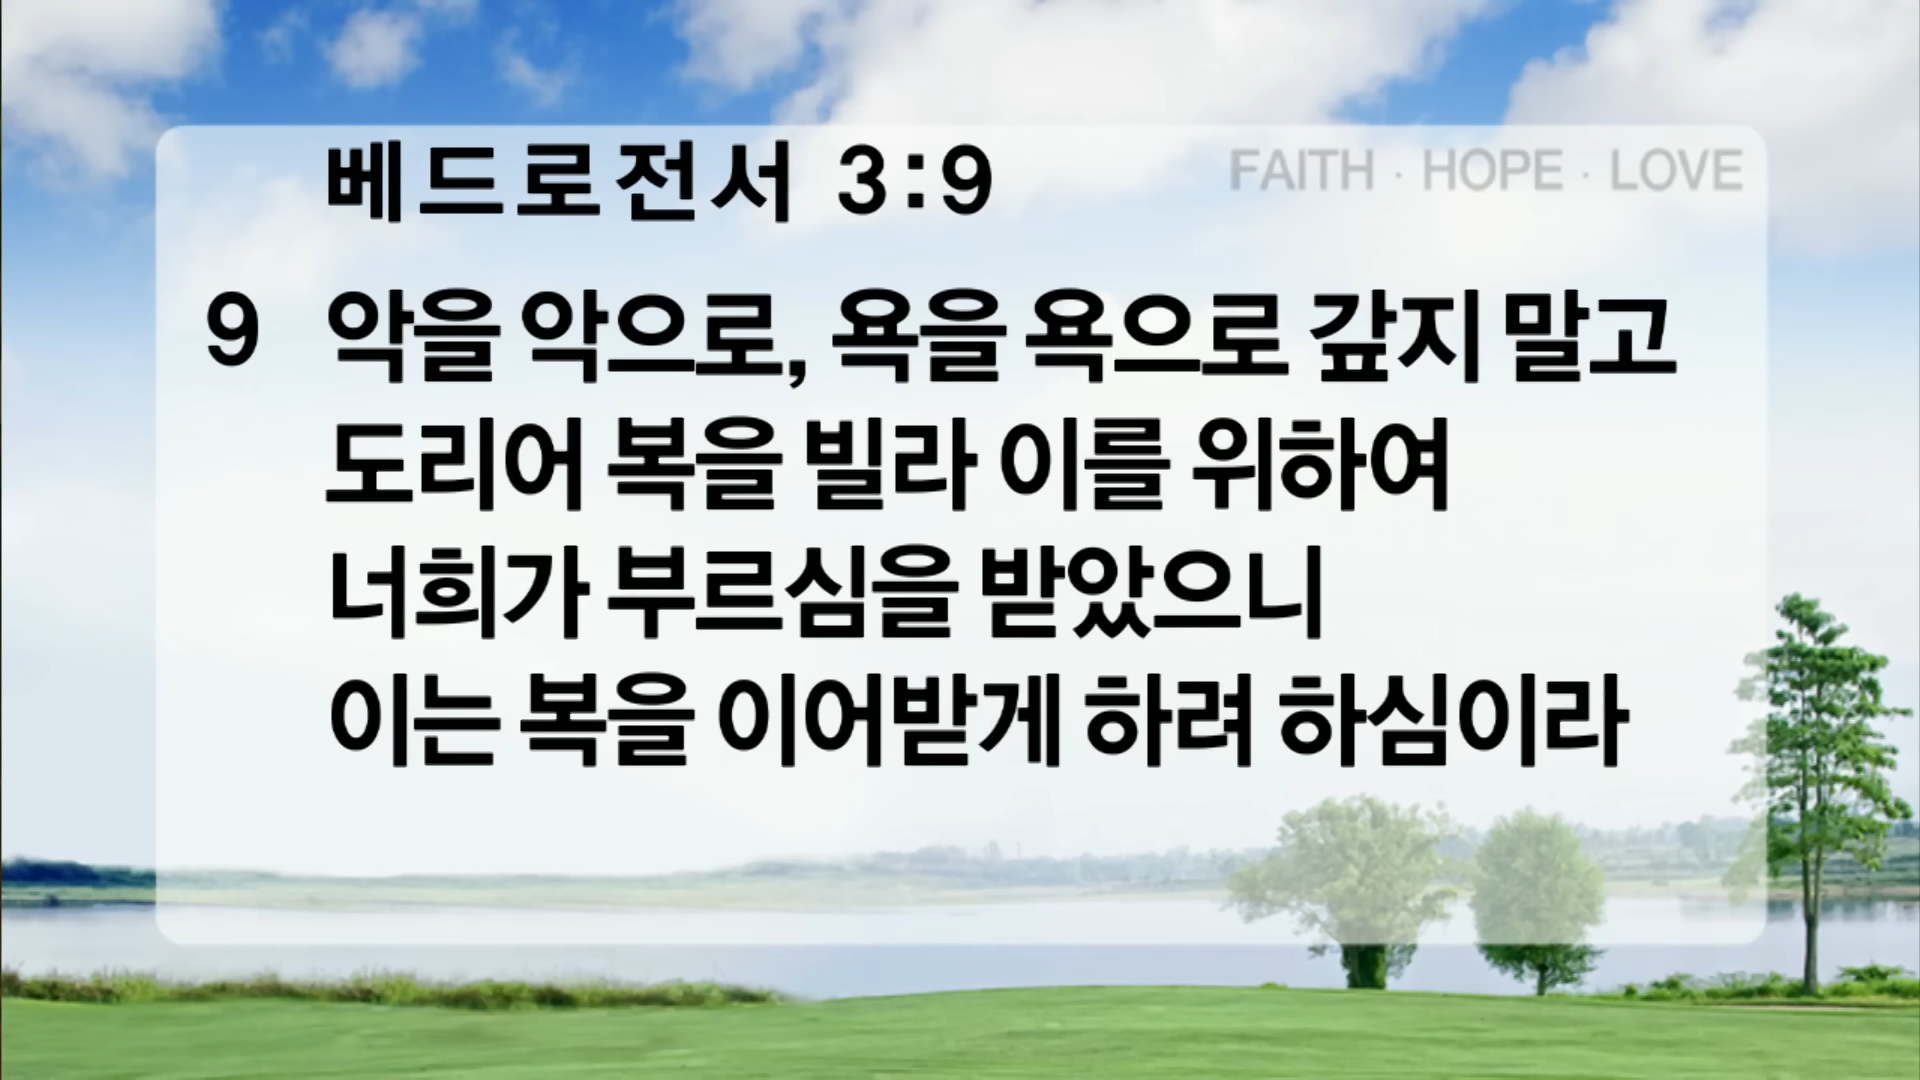 베드로전서 3:9
FAITH · HOPE · LOVE
9 악을 악으로, 욕을 욕으로 갚지 말고
도리어 복을 빌라 이를 위하여
너희가 부르심을 받았으니
이는 복을 이어받게 하려 하심이라